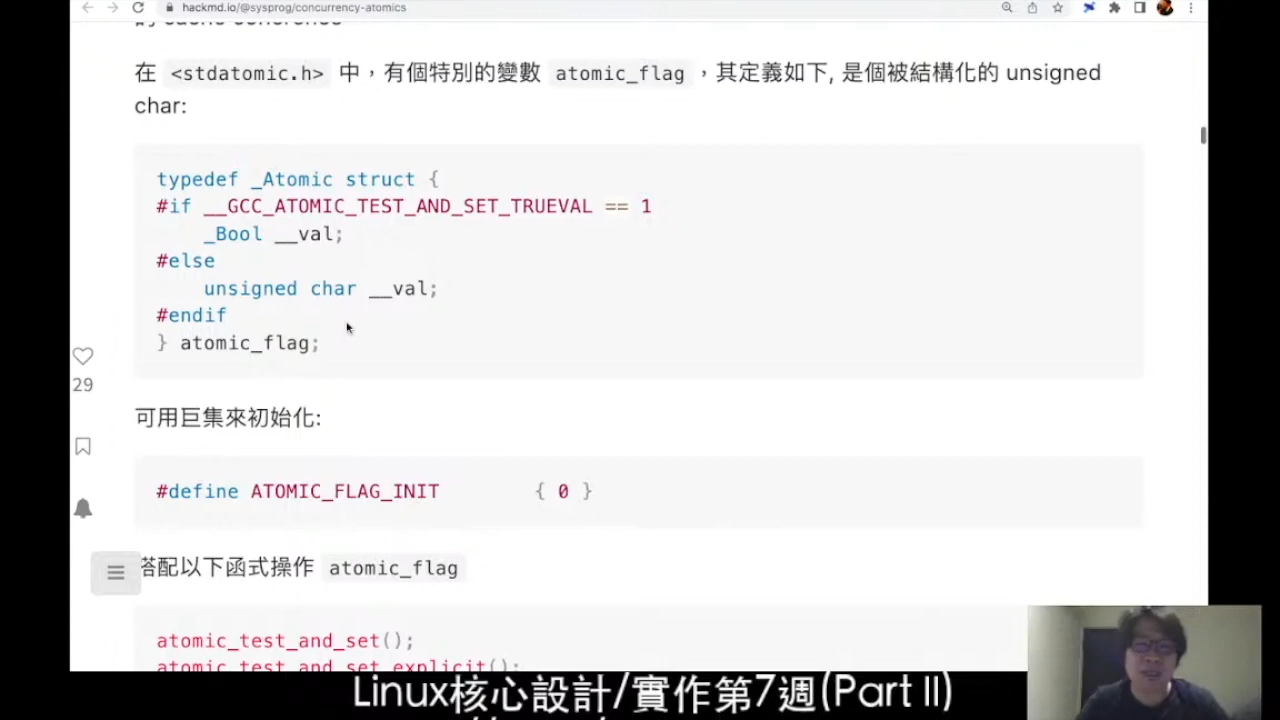 hackmd.io/@sysprog/concurrency-atomics
在 <stdatomic.h> 中，有個特別的變數 atomic_flag ，其定義如下, 是個被結構化的 unsigned
char:
typedef _Atomic struct {
#if __GCC_ATOMIC_TEST_AND_SET_TRUEVAL == 1
_Bool __val;
#else
unsigned char __val;
#endif
} atomic_flag;
29
可用巨集來初始化:
#define ATOMIC_FLAG_INIT { 0 }
搭配以下函式操作 atomic_flag
atomic_test_and_set();
atomic_test_and_set_explicit();
Linux核心設計/實作第7週(Part II)